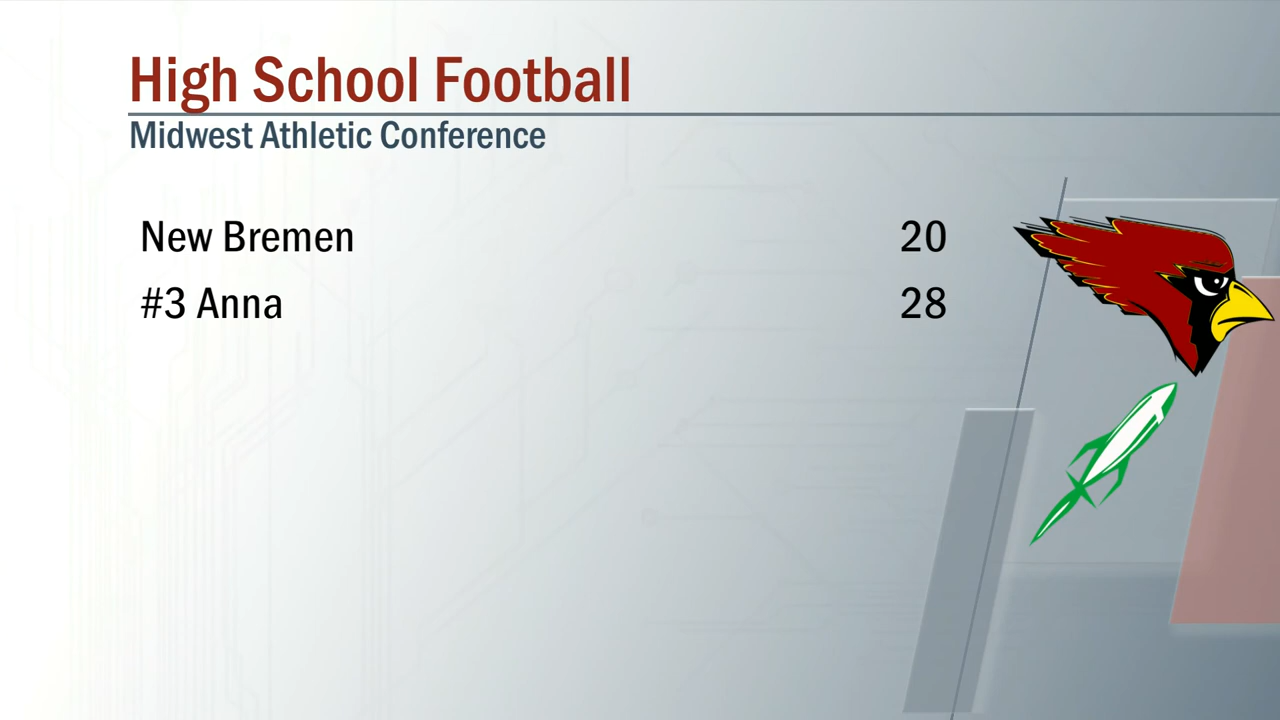 High School Football
Midwest Athletic Conference
New Bremen 20
#3 Anna 28